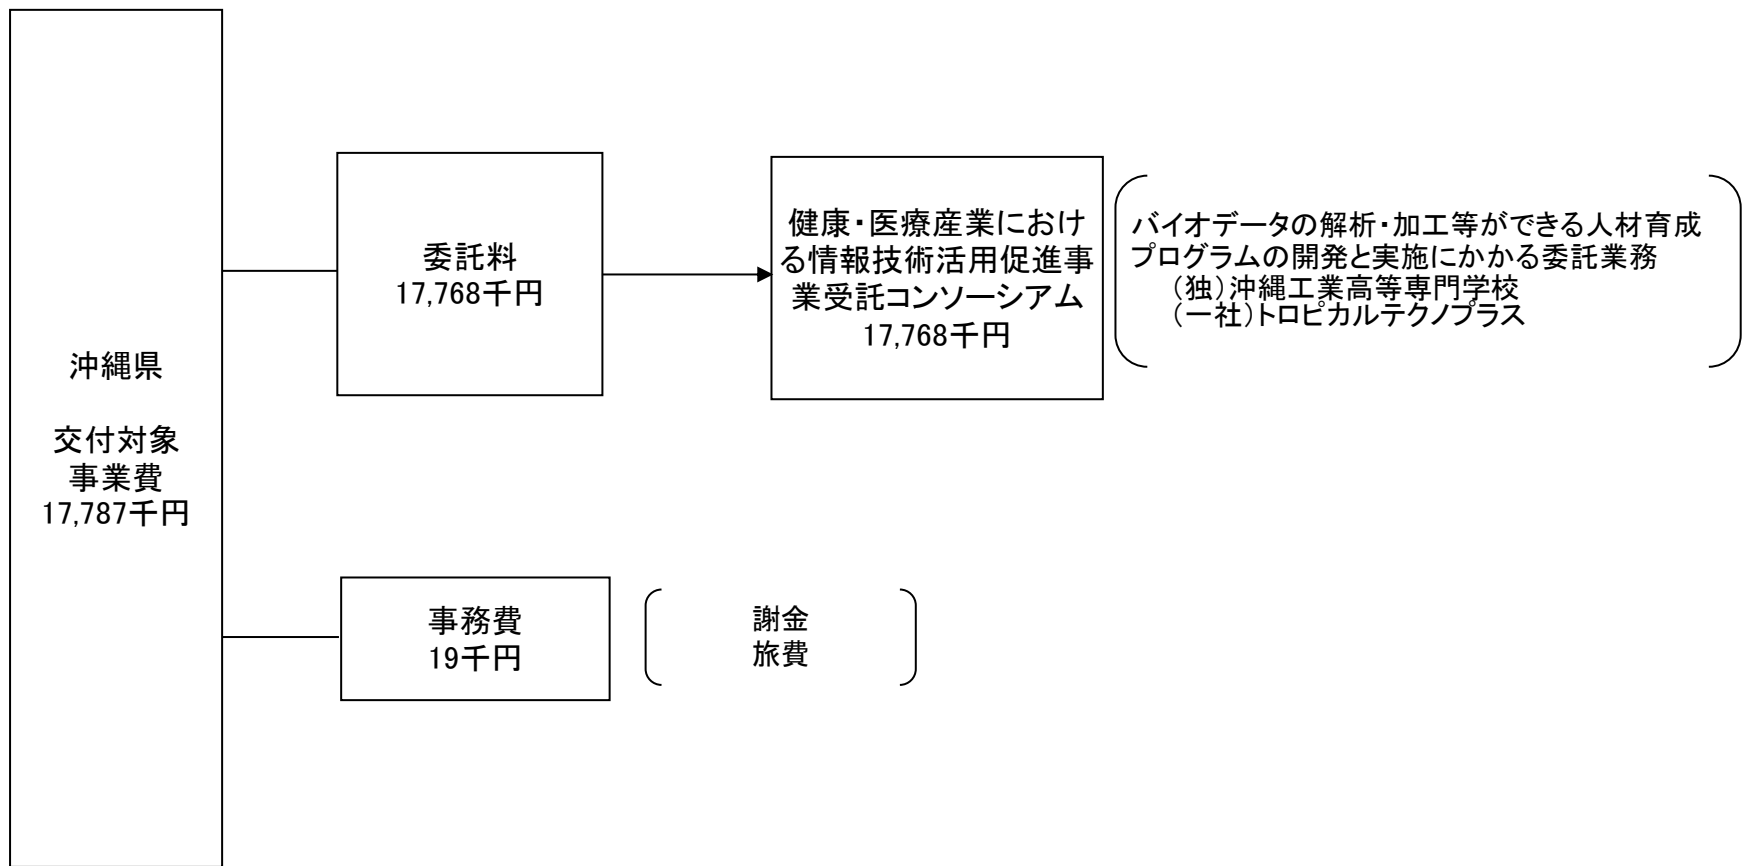 沖縄県
交付対象
事業費
17,787千円
委託料
17,768千円
健康・医療産業におけ
る情報技術活用促進事
業受託コンソーシアム
17,768千円
バイオデータの解析・加工等ができる人材育成
プログラムの開発と実施にかかる委託業務
（独）沖縄工業高等専門学校
（一社）トロピカルテクノプラス
事務費
19千円
謝金
旅費